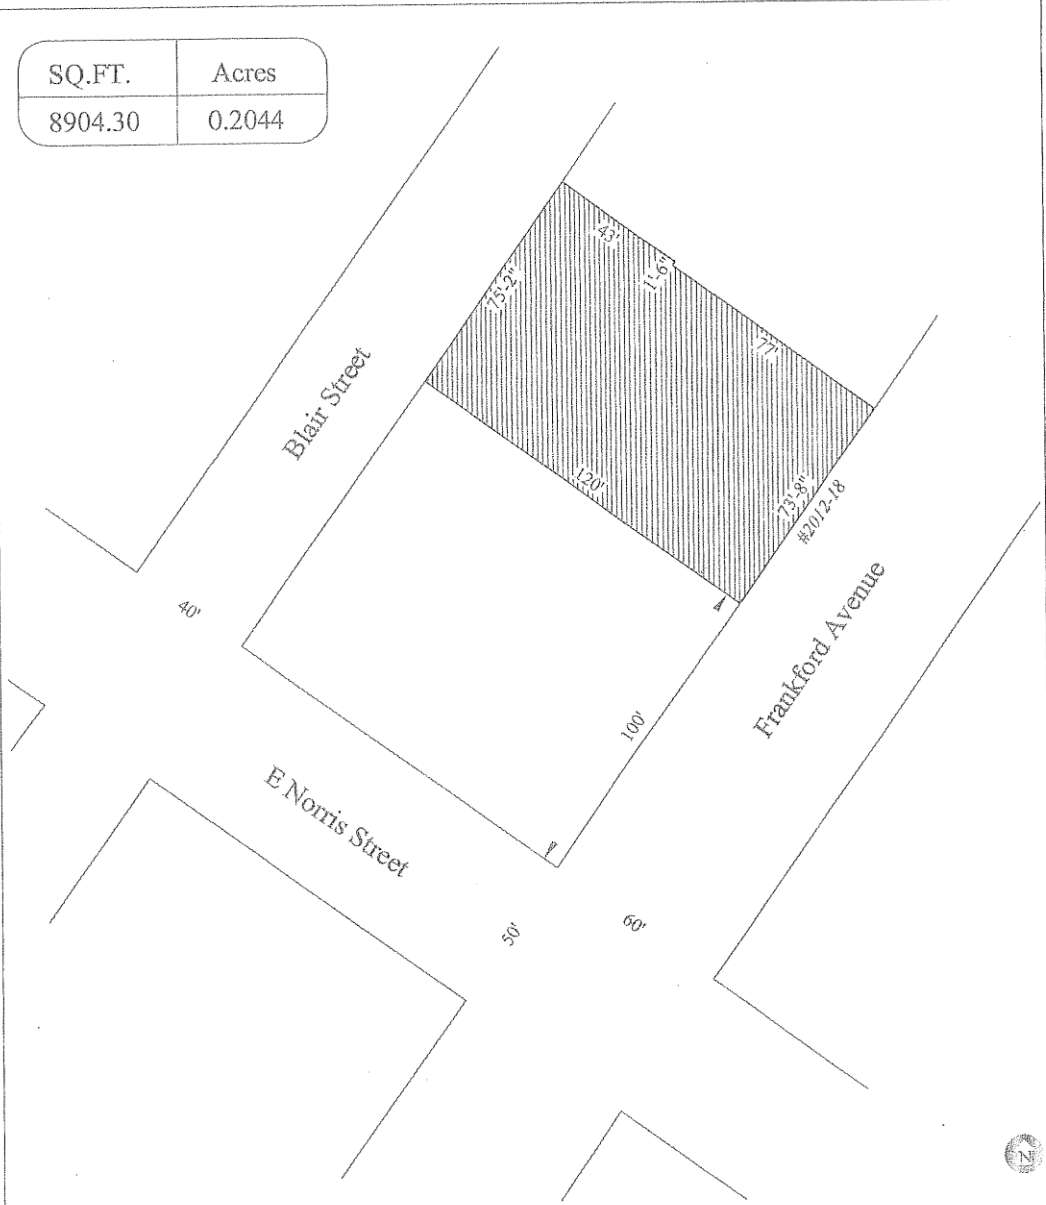 SQ.FT. Acres
8904.30 0.2044
43'
1'-6"
75'-2"
77'
Blair Street
120'
73'-8"
#2012-18
40'
Frankford Avenue
100'
E Norris Street
50'
60'
N